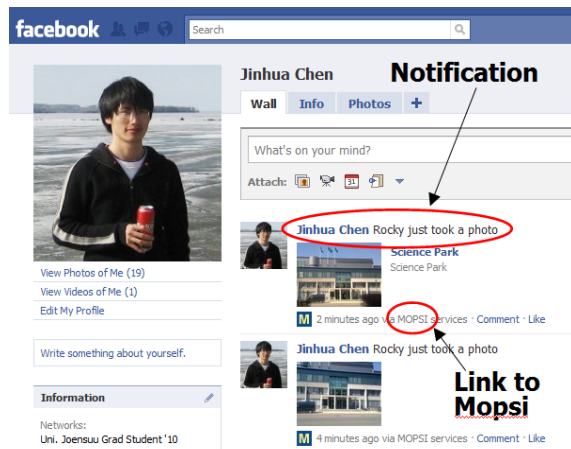 facebook
Search
Jinhua Chen
Notification
Wall Info Photos +
What's on your mind?
Attach: 31
Jinhua Chen Rocky just took a photo
Science Park
Science Park
View Photos of Me (19)
View Videos of Me (1)
M 2 minutes ago via MOPSI services · Comment · Like
Edit My Profile
Write something about yourself.
Jinhua Chen Rocky just took a photo
Link to
Mopsi
Information
Networks:
Uni. Joensuu Grad Student '10
M 4 minutes ago via MOPSI services · Comment · Like